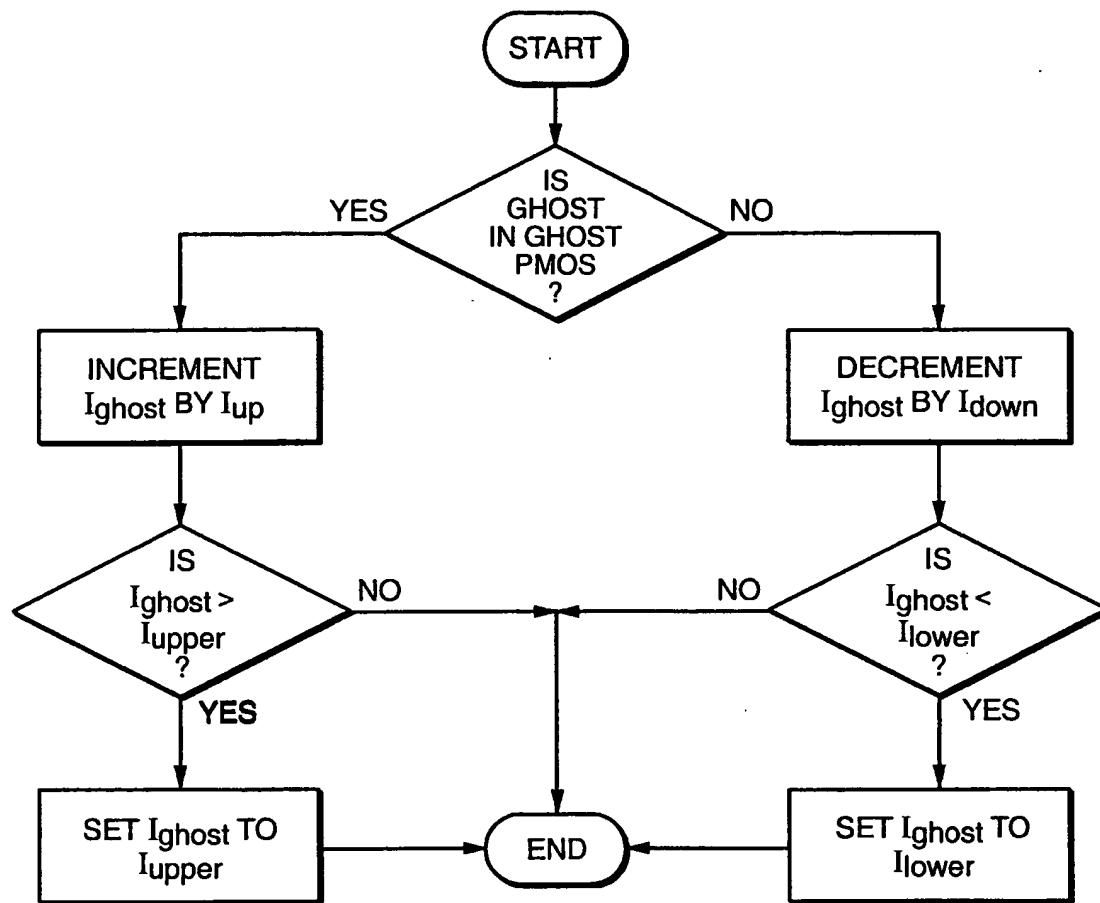 START
IS
GHOST
IN GHOST
PMOS
?
YES
NO
INCREMENT
Ighost BY Iup
DECREMENT
Ighost BY Idown
IS
Ighost >
Iupper
?
NO
YES
IS
Ighost <
Ilower
?
NO
YES
SET Ighost TO
Iupper
END
SET Ighost TO
Ilower